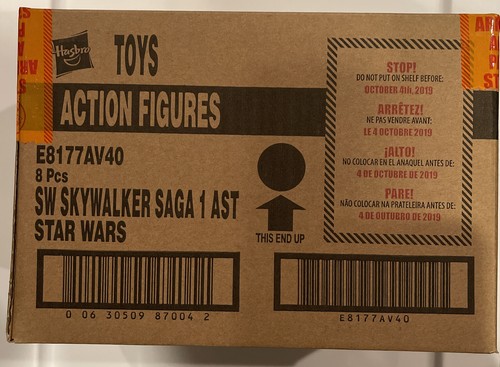 Hasbro
TOYS
ACTION FIGURES
E8177AV40
8 Pcs
SW SKYWALKER SAGA 1 AST
STAR WARS
THIS END UP
STOP!
DO NOT PUT ON SHELF BEFORE:
OCTOBER 4th, 2019
ARRÊTEZ!
NE PAS VENDRE AVANT:
LE 4 OCTOBRE 2019
¡ALTO!
NO COLOCAR EN EL ANAQUEL ANTES DE:
4 DE OCTUBRE DE 2019
PARE!
NÃO COLOCAR NA PRATELEIRA ANTES DE:
4 DE OUTUBRO DE 2019
0 06 30509 87004 2
E8177AV40